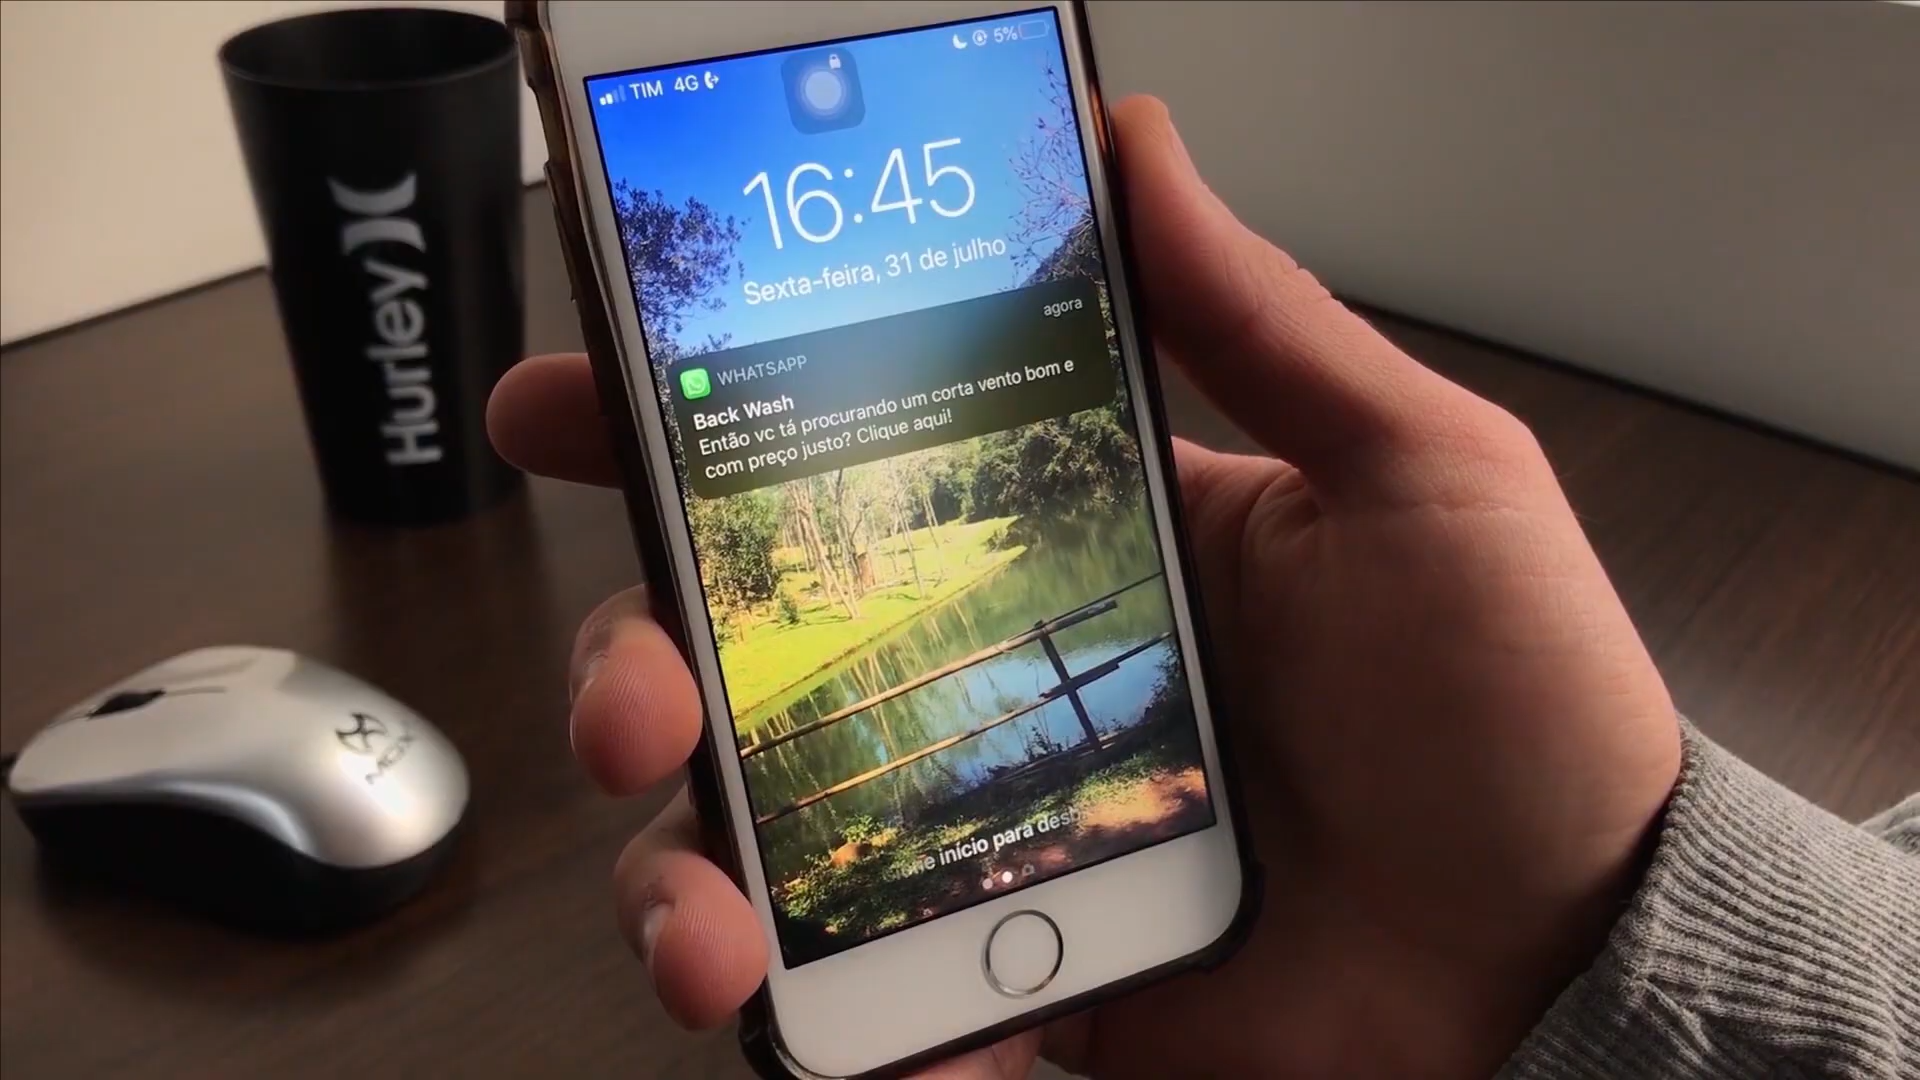 Hurley
TIM 4G
5%
16:45
Sexta-feira, 31 de julho
WHATSAPP
agora
Back Wash
Então vc tá procurando um corta vento bom e
com preço justo? Clique aqui!
início para